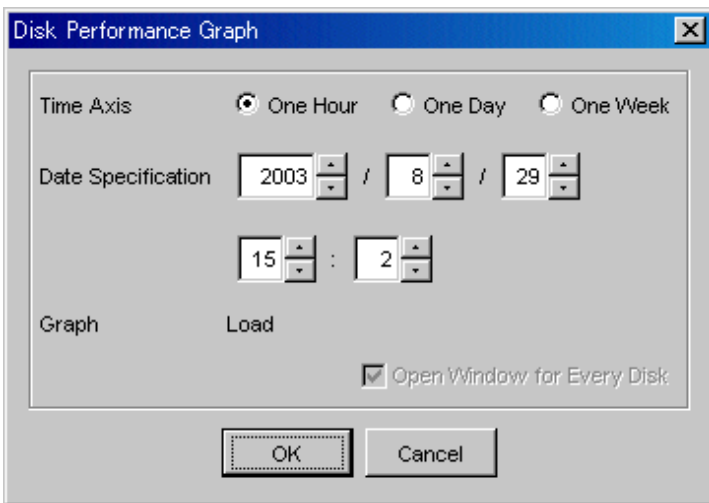 Disk Performance Graph
Time Axis One Hour One Day One Week
Date Specification 2003 / 8 / 29
15 : 2
Graph Load
Open Window for Every Disk
OK Cancel